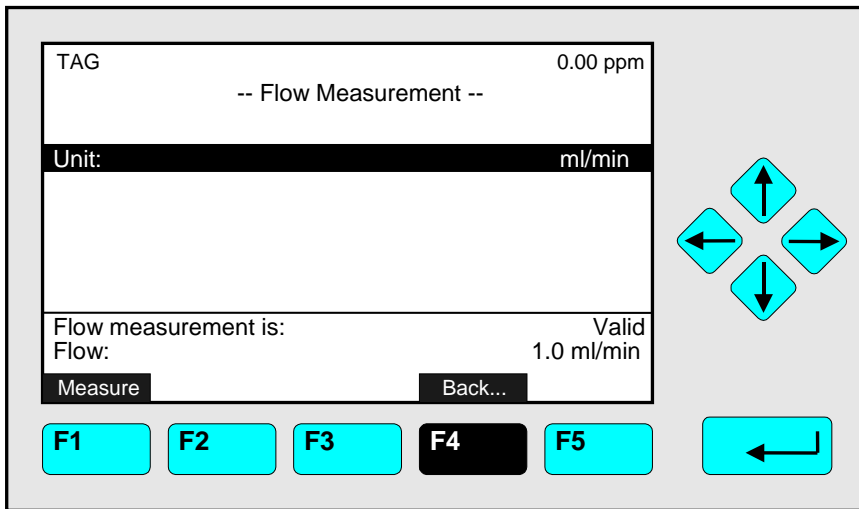 TAG 0.00 ppm
-- Flow Measurement --
Unit: ml/min
Flow measurement is: Valid
Flow: 1.0 ml/min
Measure Back...
F1 F2 F3 F4 F5